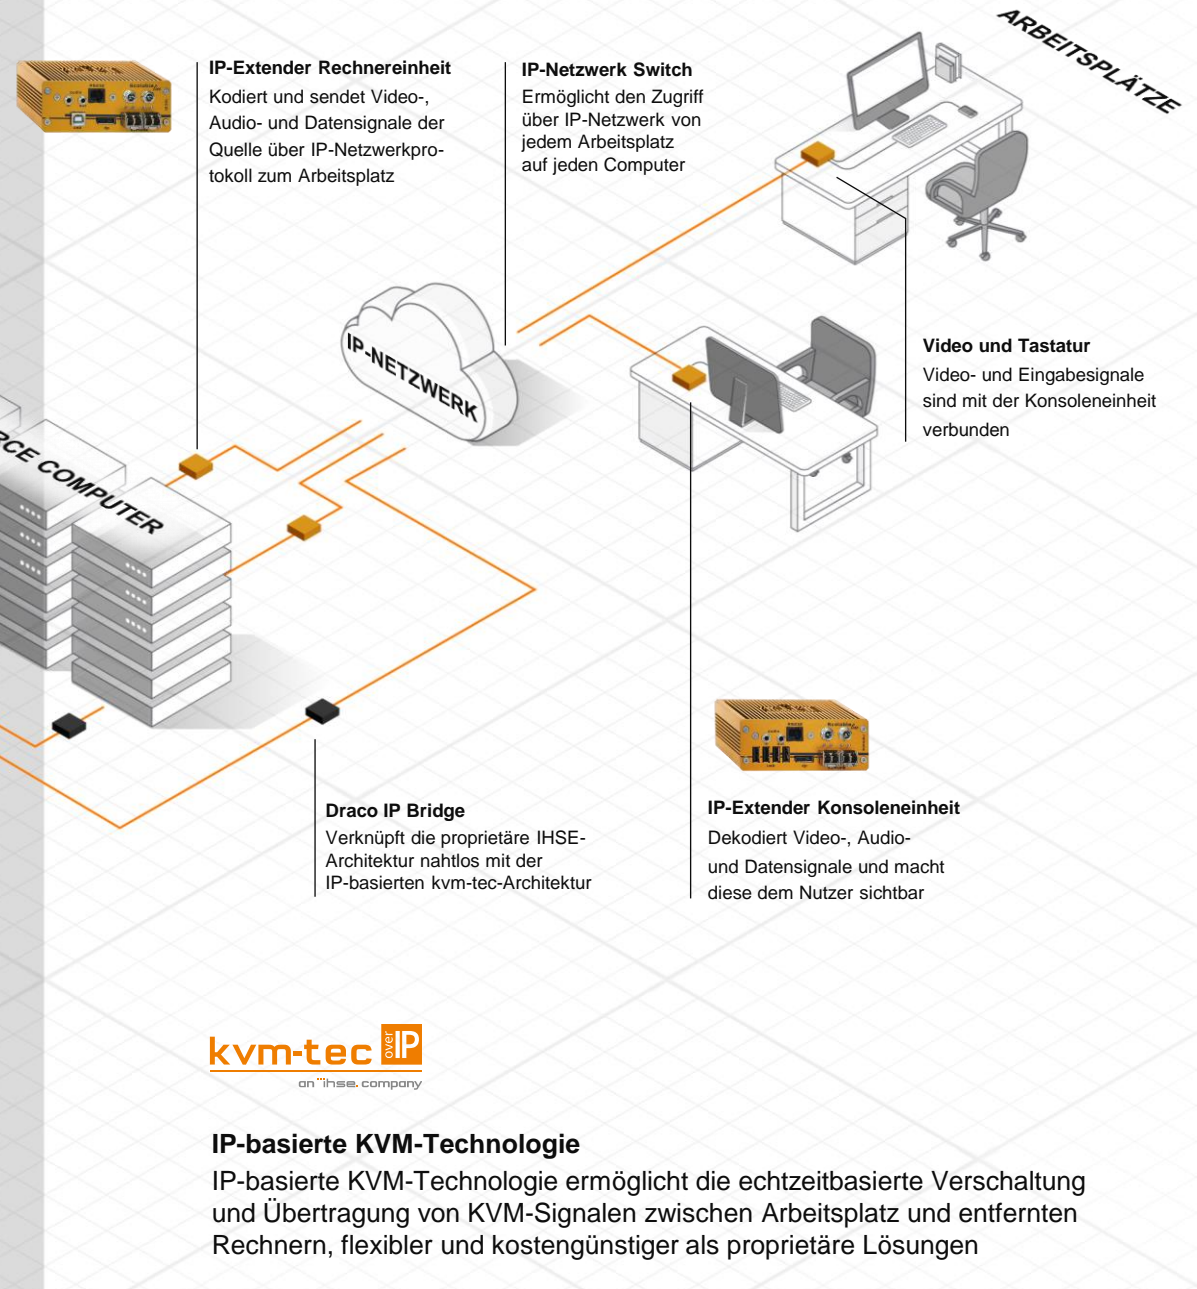 ARBEITSPLÄTZE
IP-Extender Rechnereinheit
Kodiert und sendet Video-,
Audio- und Datensignale der
Quelle über IP-Netzwerkpro-
tokoll zum Arbeitsplatz
IP-Netzwerk Switch
Ermöglicht den Zugriff
über IP-Netzwerk von
jedem Arbeitsplatz
auf jeden Computer
IP-NETZWERK
Video und Tastatur
Video- und Eingabesignale
sind mit der Konsoleneinheit
verbunden
RCE COMPUTER
Draco IP Bridge
Verknüpft die proprietäre IHSE-
Architektur nahtlos mit der
IP-basierten kvm-tec-Architektur
IP-Extender Konsoleneinheit
Dekodiert Video-, Audio-
und Datensignale und macht
diese dem Nutzer sichtbar
kvm-tec over IP
an ihse. company
IP-basierte KVM-Technologie
IP-basierte KVM-Technologie ermöglicht die echtzeitbasierte Verschaltung
und Übertragung von KVM-Signalen zwischen Arbeitsplatz und entfernten
Rechnern, flexibler und kostengünstiger als proprietäre Lösungen